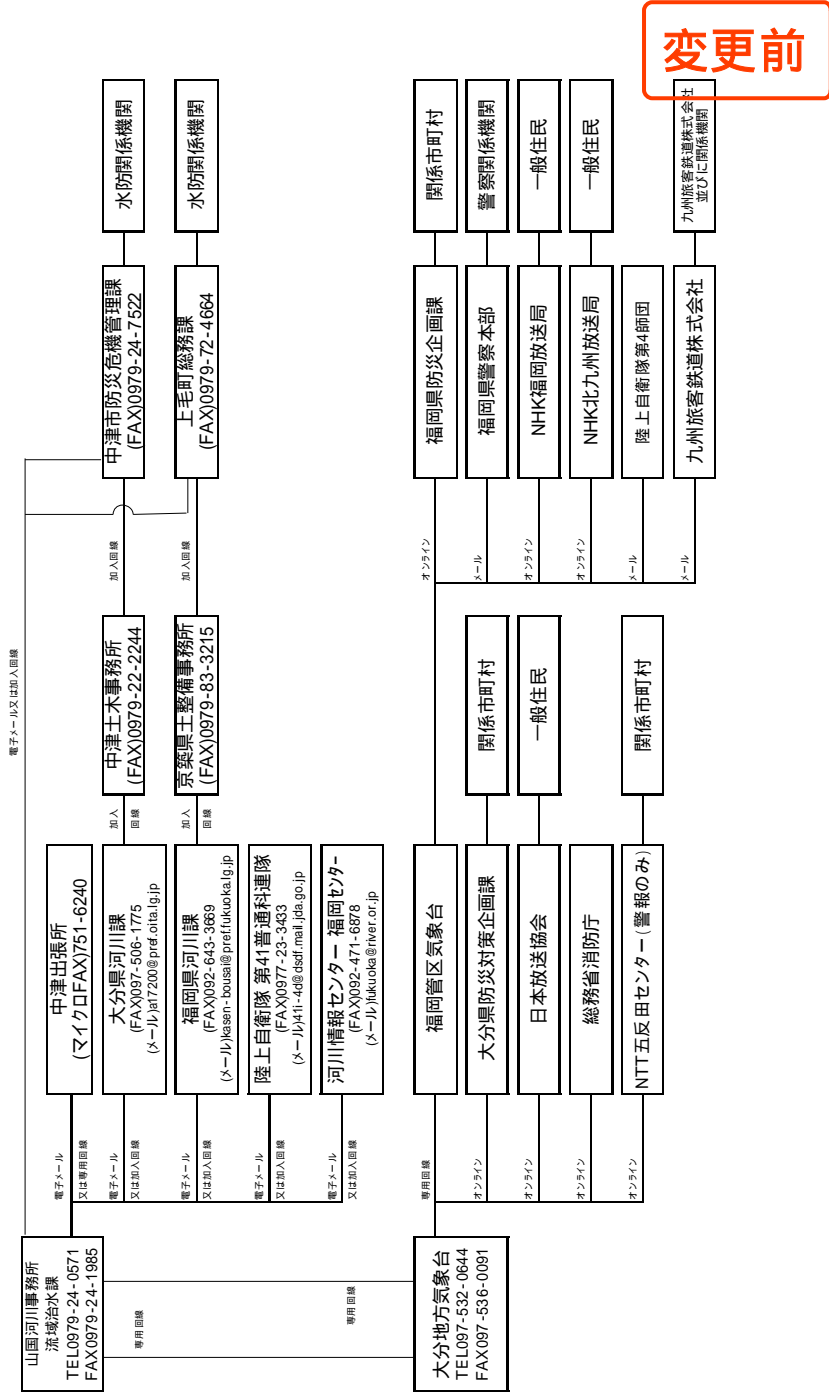 変更前
電子メール又は加入回線
山国河川事務所
流域治水課
TEL0979-24-0571
FAX0979-24-1985
専用回線
専用回線
電子メール
又は専用回線
中津出張所
(マイクロFAX)751-6240
電子メール
又は加入回線
大分県河川課
(FAX)097-506-1775
(メール)a17200@pref.oita.lg.jp
加入
回線
中津土木事務所
(FAX)0979-22-2244
加入回線
中津市防災危機管理課
(FAX)0979-24-7522
水防関係機関
電子メール
又は加入回線
福岡県河川課
(FAX)092-643-3669
(メール)kasen-bousai@pref.fukuoka.lg.jp
加入
回線
京築県土整備事務所
(FAX)0979-83-3215
加入回線
上毛町総務課
(FAX)0979-72-4664
水防関係機関
電子メール
又は加入回線
陸上自衛隊 第41普通科連隊
(FAX)0977-23-3433
(メール)41i-4d@dsdf.mail.jda.go.jp
電子メール
又は加入回線
河川情報センター 福岡センター
(FAX)092-471-6878
(メール)fukuoka@river.or.jp
大分地方気象台
TEL097-532-0644
FAX097-536-0091
専用回線
福岡管区気象台
オンライン
福岡県防災企画課
関係市町村
メール
福岡県警察本部
警察関係機関
オンライン
NHK福岡放送局
一般住民
オンライン
NHK北九州放送局
一般住民
メール
陸上自衛隊第4師団
メール
九州旅客鉄道株式会社
九州旅客鉄道株式会社
並びに関係機関
オンライン
大分県防災対策企画課
関係市町村
オンライン
日本放送協会
一般住民
オンライン
総務省消防庁
オンライン
NTT五反田センター(警報のみ)
関係市町村